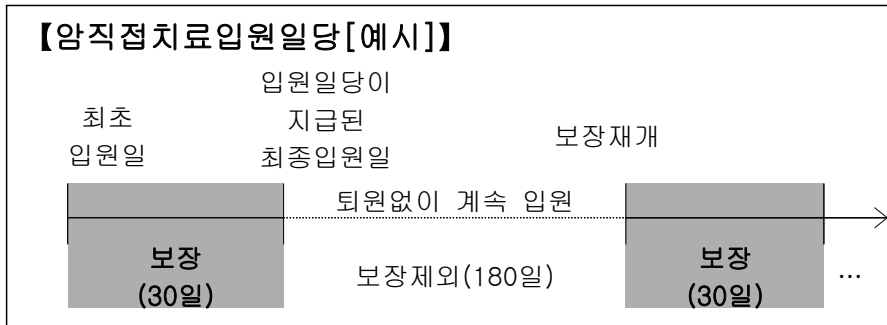 【암직접치료입원일당[예시]】
최초
입원일
입원일당이
지급된
최종입원일
보장재개
퇴원없이 계속 입원
보장
(30일)
보장제외(180일)
보장
(30일)
…